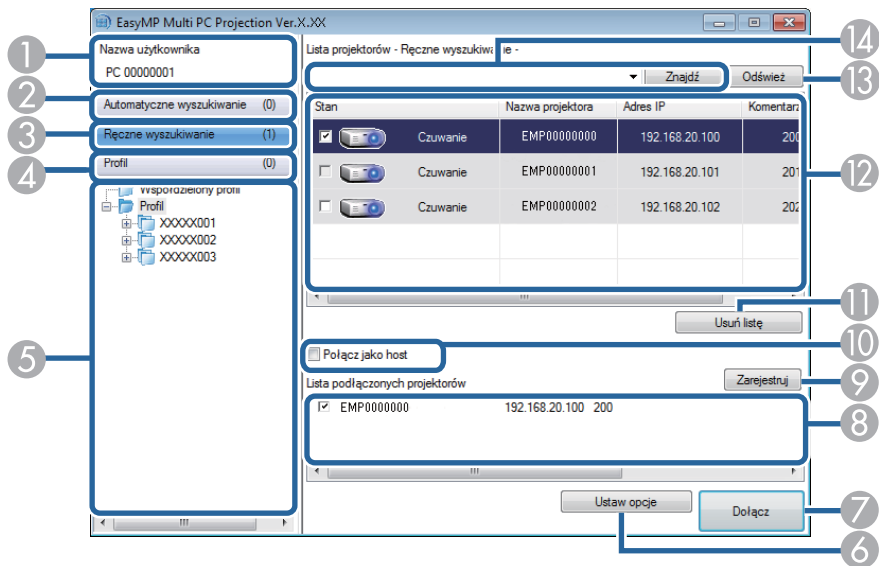 EasyMP Multi PC Projection Ver.X.XX
1
Nazwa użytkownika
PC 00000001
2
Automatyczne wyszukiwanie (0)
3
Ręczne wyszukiwanie (1)
4
Profil (0)
5
Współdzielony profil
Profil
XXXXX001
XXXXX002
XXXXX003
Lista projektorów - Ręczne wyszukiwanie -
14
Znajdź
Odśwież
13
Stan Nazwa projektora Adres IP Komentarz
Czuwanie EMP00000000 192.168.20.100 200
Czuwanie EMP00000001 192.168.20.101 201
Czuwanie EMP00000002 192.168.20.102 202
12
Usuń listę
11
Połącz jako host
10
Lista podłączonych projektorów
Zarejestruj
9
EMP0000000 192.168.20.100 200
8
Ustaw opcje
Dołącz
7
6